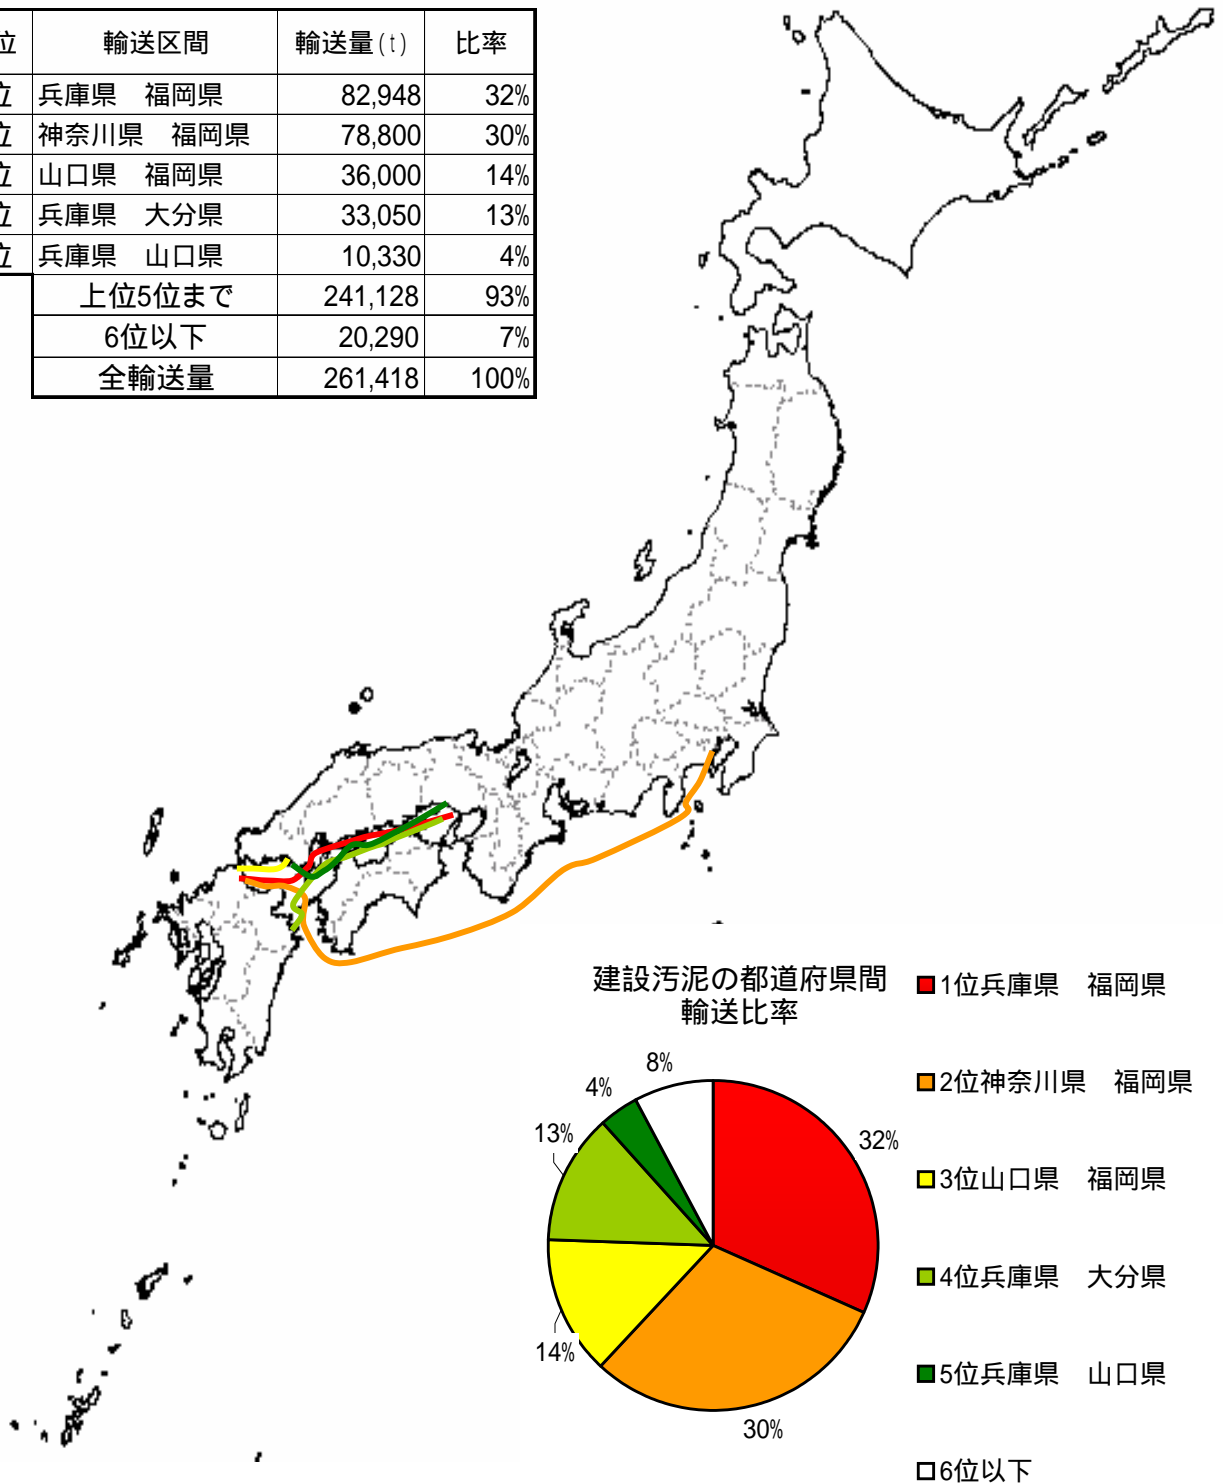 位 輸送区間 輸送量(t) 比率
位 兵庫県　福岡県 82,948 32%
位 神奈川県　福岡県 78,800 30%
位 山口県　福岡県 36,000 14%
位 兵庫県　大分県 33,050 13%
位 兵庫県　山口県 10,330 4%
上位5位まで 241,128 93%
6位以下 20,290 7%
全輸送量 261,418 100%
建設汚泥の都道府県間
輸送比率
8%
4%
13%
32%
14%
30%
1位兵庫県　福岡県
2位神奈川県　福岡県
3位山口県　福岡県
4位兵庫県　大分県
5位兵庫県　山口県
6位以下